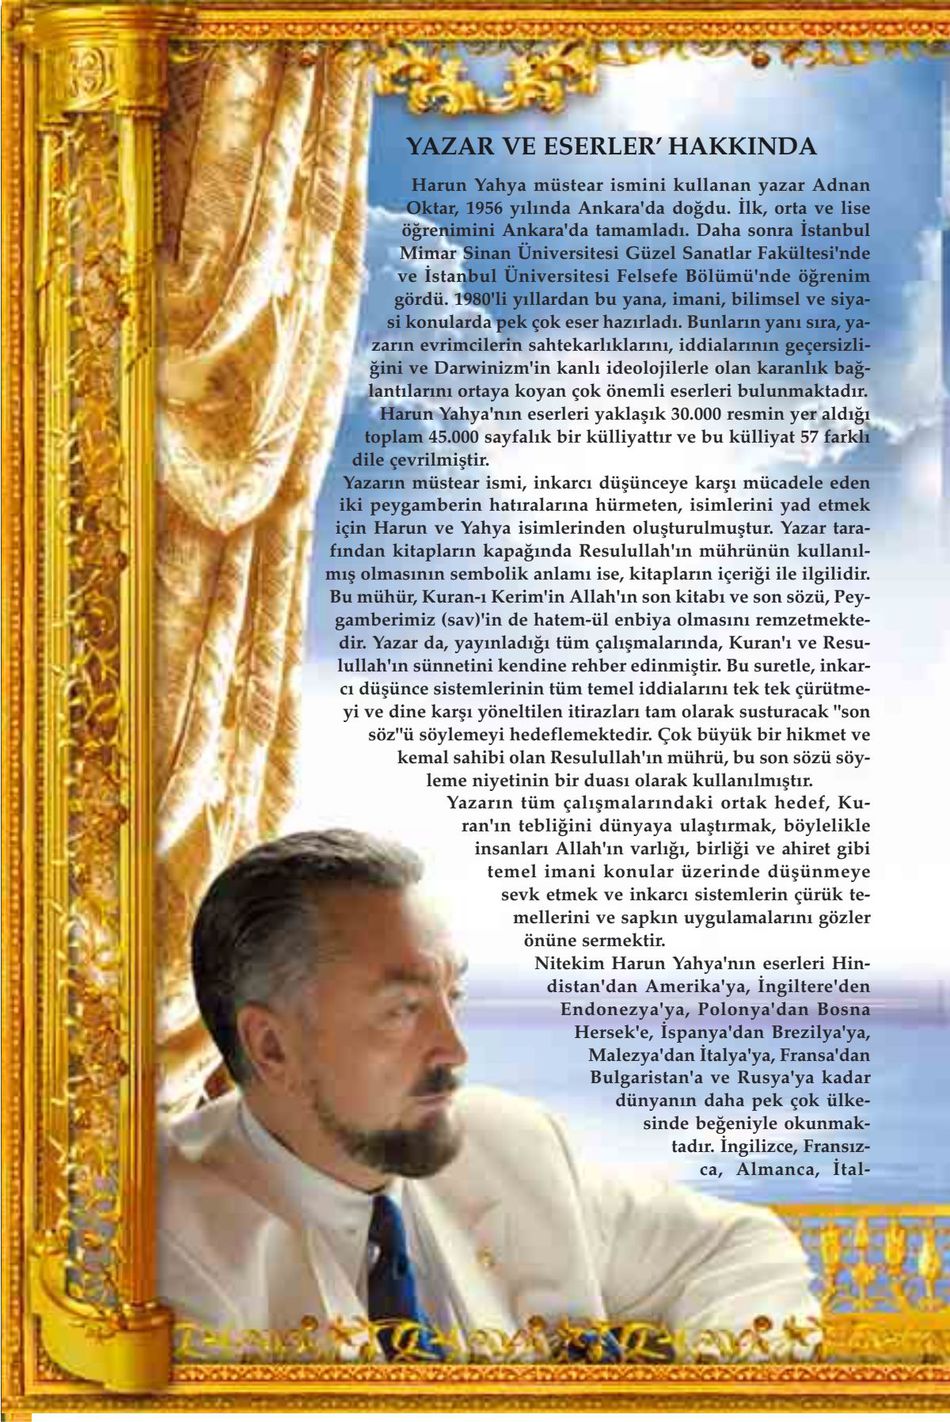 YAZAR VE ESERLER’ HAKKINDA
Harun Yahya müstear ismini kullanan yazar Adnan
Oktar, 1956 yılında Ankara'da doğdu. İlk, orta ve lise
öğrenimini Ankara'da tamamladı. Daha sonra İstanbul
Mimar Sinan Üniversitesi Güzel Sanatlar Fakültesi'nde
ve İstanbul Üniversitesi Felsefe Bölümü'nde öğrenim
gördü. 1980'li yıllardan bu yana, imani, bilimsel ve siya-
si konularda pek çok eser hazırladı. Bunların yanı sıra, ya-
zarın evrimcilerin sahtekarlıklarını, iddialarının geçersizli-
ğini ve Darwinizm'in kanlı ideolojilerle olan karanlık bağ-
lantılarını ortaya koyan çok önemli eserleri bulunmaktadır.
Harun Yahya'nın eserleri yaklaşık 30.000 resmin yer aldığı
toplam 45.000 sayfalık bir külliyattır ve bu külliyat 57 farklı
dile çevrilmiştir.
Yazarın müstear ismi, inkarcı düşünceye karşı mücadele eden
iki peygamberin hatıralarına hürmeten, isimlerini yad etmek
için Harun ve Yahya isimlerinden oluşturulmuştur. Yazar tara-
fından kitapların kapağında Resulullah'ın mührünün kullanıl-
mış olmasının sembolik anlamı ise, kitapların içeriği ile ilgilidir.
Bu mühür, Kuran-ı Kerim'in Allah'ın son kitabı ve son sözü, Pey-
gamberimiz (sav)'in de hatem-ül enbiya olmasını remzetmekte-
dir. Yazar da, yayınladığı tüm çalışmalarında, Kuran'ı ve Resu-
lullah'ın sünnetini kendine rehber edinmiştir. Bu suretle, inkar-
cı düşünce sistemlerinin tüm temel iddialarını tek tek çürütme-
yi ve dine karşı yöneltilen itirazları tam olarak susturacak "son
söz"ü söylemeyi hedeflemektedir. Çok büyük bir hikmet ve
kemal sahibi olan Resulullah'ın mührü, bu son sözü söy-
leme niyetinin bir duası olarak kullanılmıştır.
Yazarın tüm çalışmalarındaki ortak hedef, Ku-
ran'ın tebliğini dünyaya ulaştırmak, böylelikle
insanları Allah'ın varlığı, birliği ve ahiret gibi
temel imani konular üzerinde düşünmeye
sevk etmek ve inkarcı sistemlerin çürük te-
mellerini ve sapkın uygulamalarını gözler
önüne sermektir.
Nitekim Harun Yahya'nın eserleri Hin-
distan'dan Amerika'ya, İngiltere'den
Endonezya'ya, Polonya'dan Bosna
Hersek'e, İspanya'dan Brezilya'ya,
Malezya'dan İtalya'ya, Fransa'dan
Bulgaristan'a ve Rusya'ya kadar
dünyanın daha pek çok ülke-
sinde beğeniyle okunmak-
tadır. İngilizce, Fransız-
ca, Almanca, İtal-